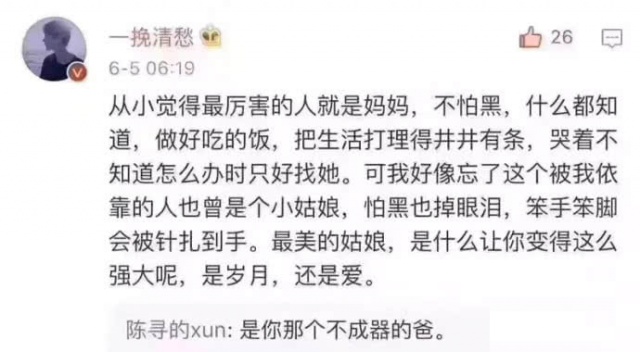 一挽清愁
26
6-5 06:19
从小觉得最厉害的人就是妈妈，不怕黑，什么都知
道，做好吃的饭，把生活打理得井井有条，哭着不
知道怎么办时只好找她。可我好像忘了这个被我依
靠的人也曾是个小姑娘，怕黑也掉眼泪，笨手笨脚
会被针扎到手。最美的姑娘，是什么让你变得这么
强大呢，是岁月，还是爱。
陈寻的xun: 是你那个不成器的爸。